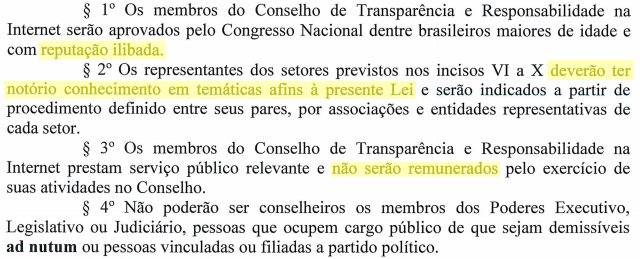 § 1º Os membros do Conselho de Transparência e Responsabilidade na
Internet serão aprovados pelo Congresso Nacional dentre brasileiros maiores de idade e
com reputação ilibada.
§ 2º Os representantes dos setores previstos nos incisos VI a X deverão ter
notório conhecimento em temáticas afins à presente Lei e serão indicados a partir de
procedimento definido entre seus pares, por associações e entidades representativas de
cada setor.
§ 3º Os membros do Conselho de Transparência e Responsabilidade na
Internet prestam serviço público relevante e não serão remunerados pelo exercício de
suas atividades no Conselho.
§ 4º Não poderão ser conselheiros os membros dos Poderes Executivo,
Legislativo ou Judiciário, pessoas que ocupem cargo público de que sejam demissíveis
ad nutum ou pessoas vinculadas ou filiadas a partido político.